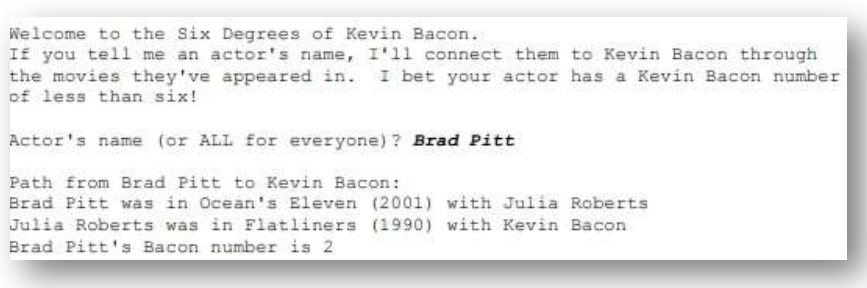 Welcome to the Six Degrees of Kevin Bacon.
If you tell me an actor's name, I'll connect them to Kevin Bacon through
the movies they've appeared in.  I bet your actor has a Kevin Bacon number
of less than six!
Actor's name (or ALL for everyone)? Brad Pitt
Path from Brad Pitt to Kevin Bacon:
Brad Pitt was in Ocean's Eleven (2001) with Julia Roberts
Julia Roberts was in Flatliners (1990) with Kevin Bacon
Brad Pitt's Bacon number is 2